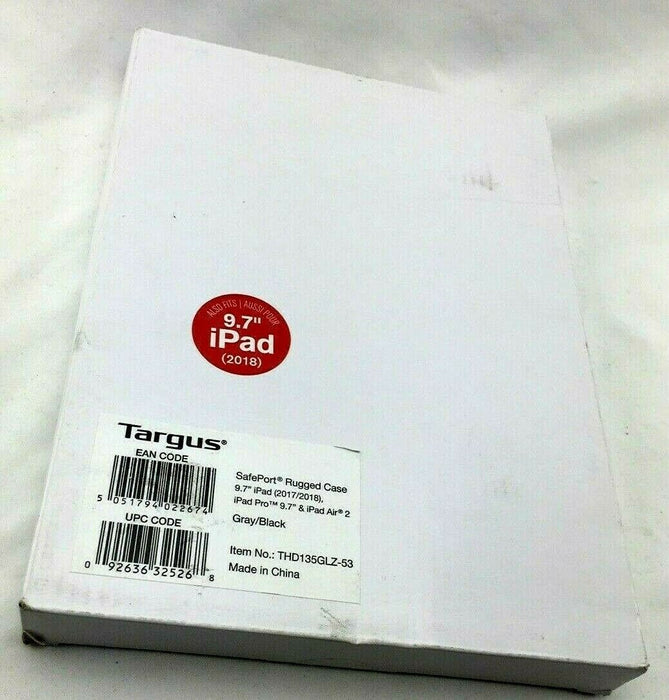 ALSO FITS | AUSSI POUR
9.7"
iPad
(2018)
Targus®
EAN CODE
5 051794 022674
UPC CODE
0 92636 32526 8
SafePort® Rugged Case
9.7" iPad (2017/2018),
iPad Pro™ 9.7" & iPad Air® 2
Gray/Black
Item No.: THD135GLZ-53
Made in China